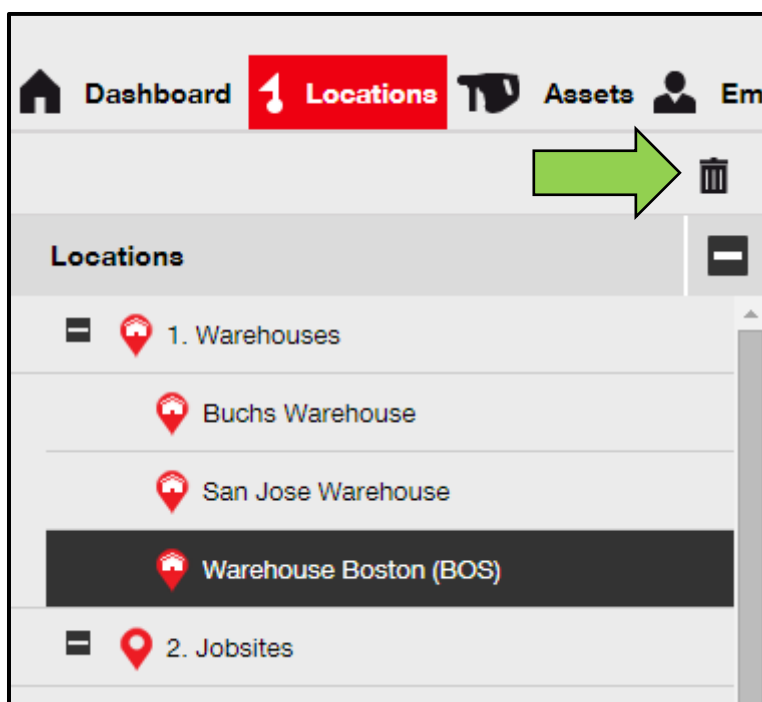 Dashboard Locations Assets Em
Locations
1. Warehouses
Buchs Warehouse
San Jose Warehouse
Warehouse Boston (BOS)
2. Jobsites